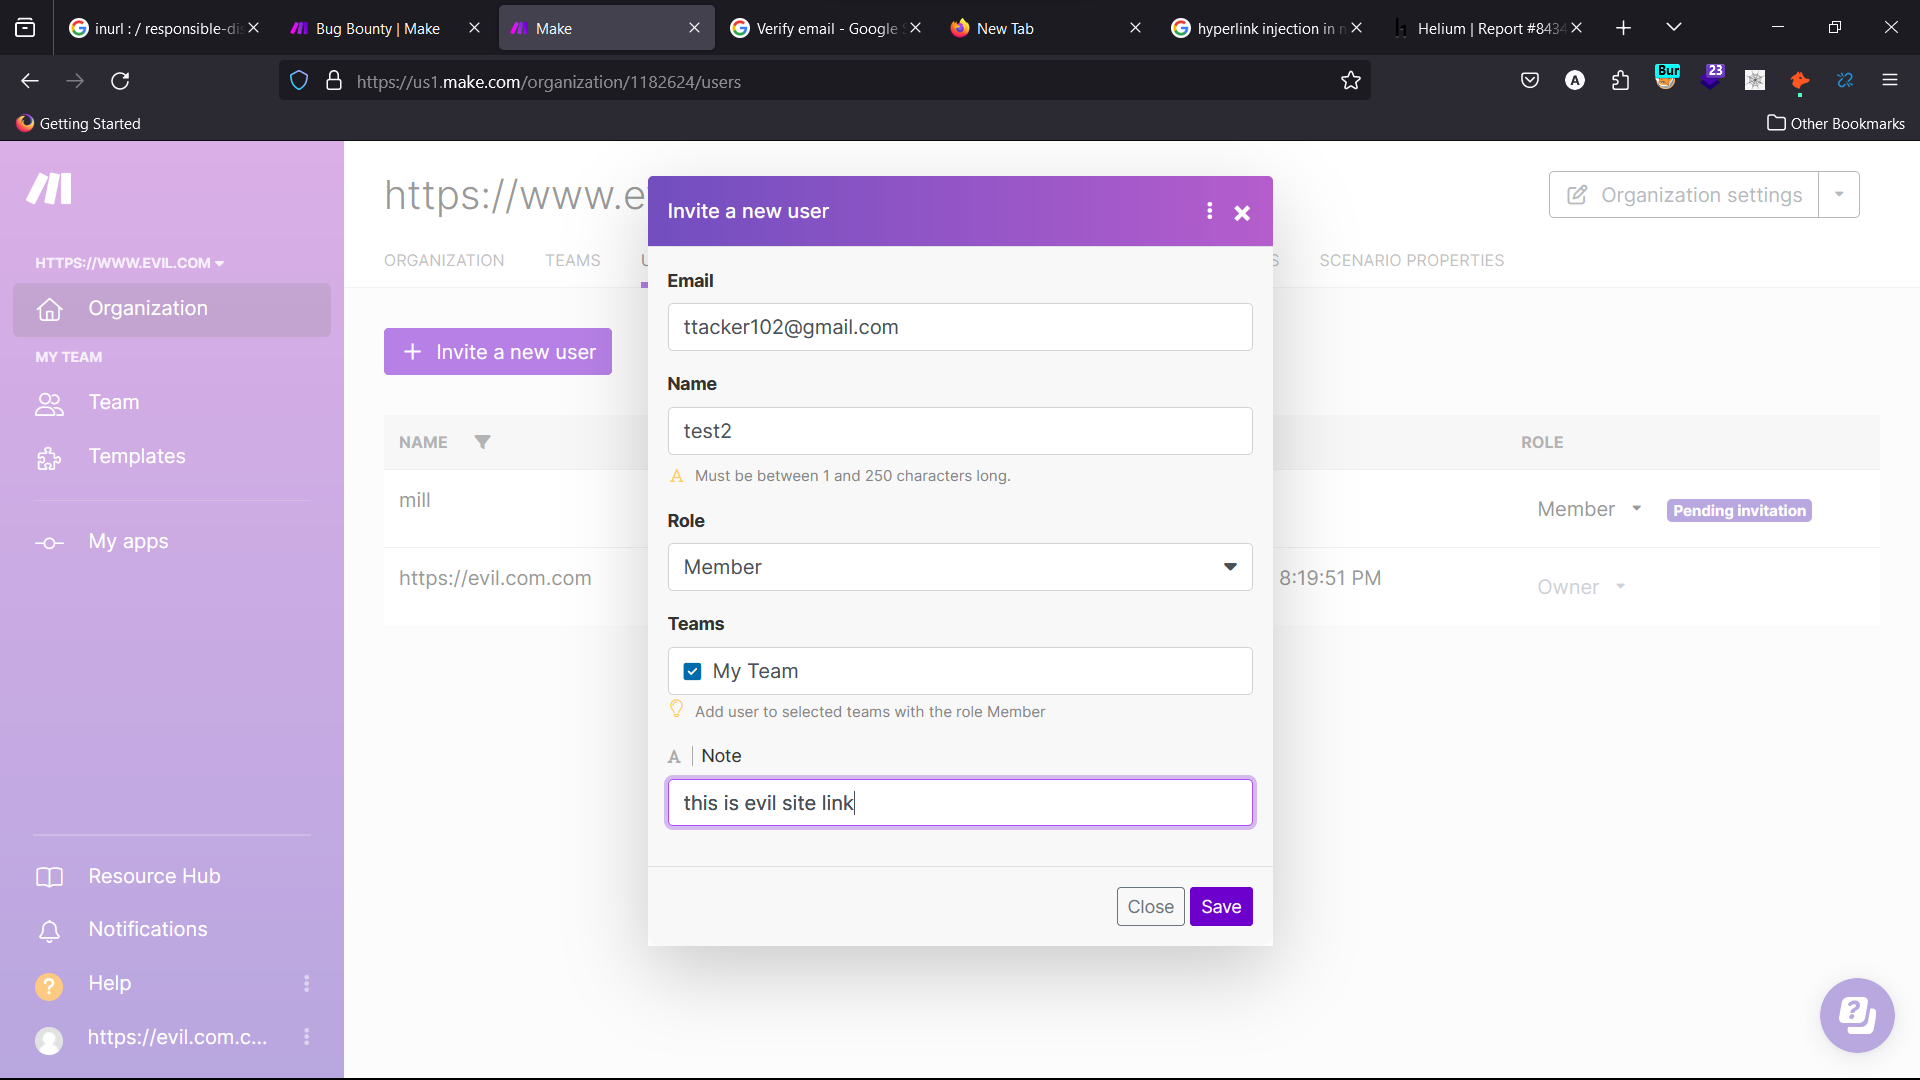 inurl : / responsible-dis
Bug Bounty | Make
Make
Verify email - Google S
New Tab
hyperlink injection in n
Helium | Report #8434
https://us1.make.com/organization/1182624/users
A
Bur
23
Getting Started
Other Bookmarks
https://www.e
Organization settings
HTTPS://WWW.EVIL.COM
ORGANIZATION
TEAMS
U
S
SCENARIO PROPERTIES
Organization
MY TEAM
Team
Templates
My apps
Resource Hub
Notifications
? Help
https://evil.com.c...
+ Invite a new user
NAME
ROLE
mill
Member
Pending invitation
https://evil.com.com
8:19:51 PM
Owner
Invite a new user
Email
ttacker102@gmail.com
Name
test2
A Must be between 1 and 250 characters long.
Role
Member
Teams
My Team
Add user to selected teams with the role Member
A | Note
this is evil site link
Close
Save
?